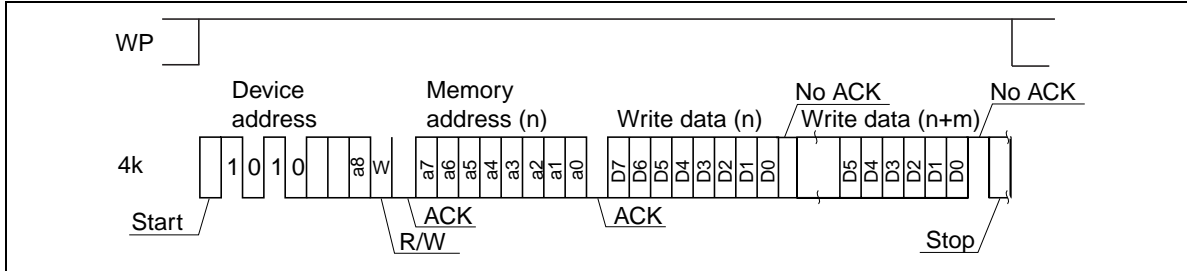 WP
Device address
Memory address (n)
Write data (n)
No ACK
Write data (n+m)
No ACK
4k
1 0 1 0 a8 W a7 a6 a5 a4 a3 a2 a1 a0 D7 D6 D5 D4 D3 D2 D1 D0 D5 D4 D3 D2 D1 D0
Start
R/W
ACK
ACK
Stop